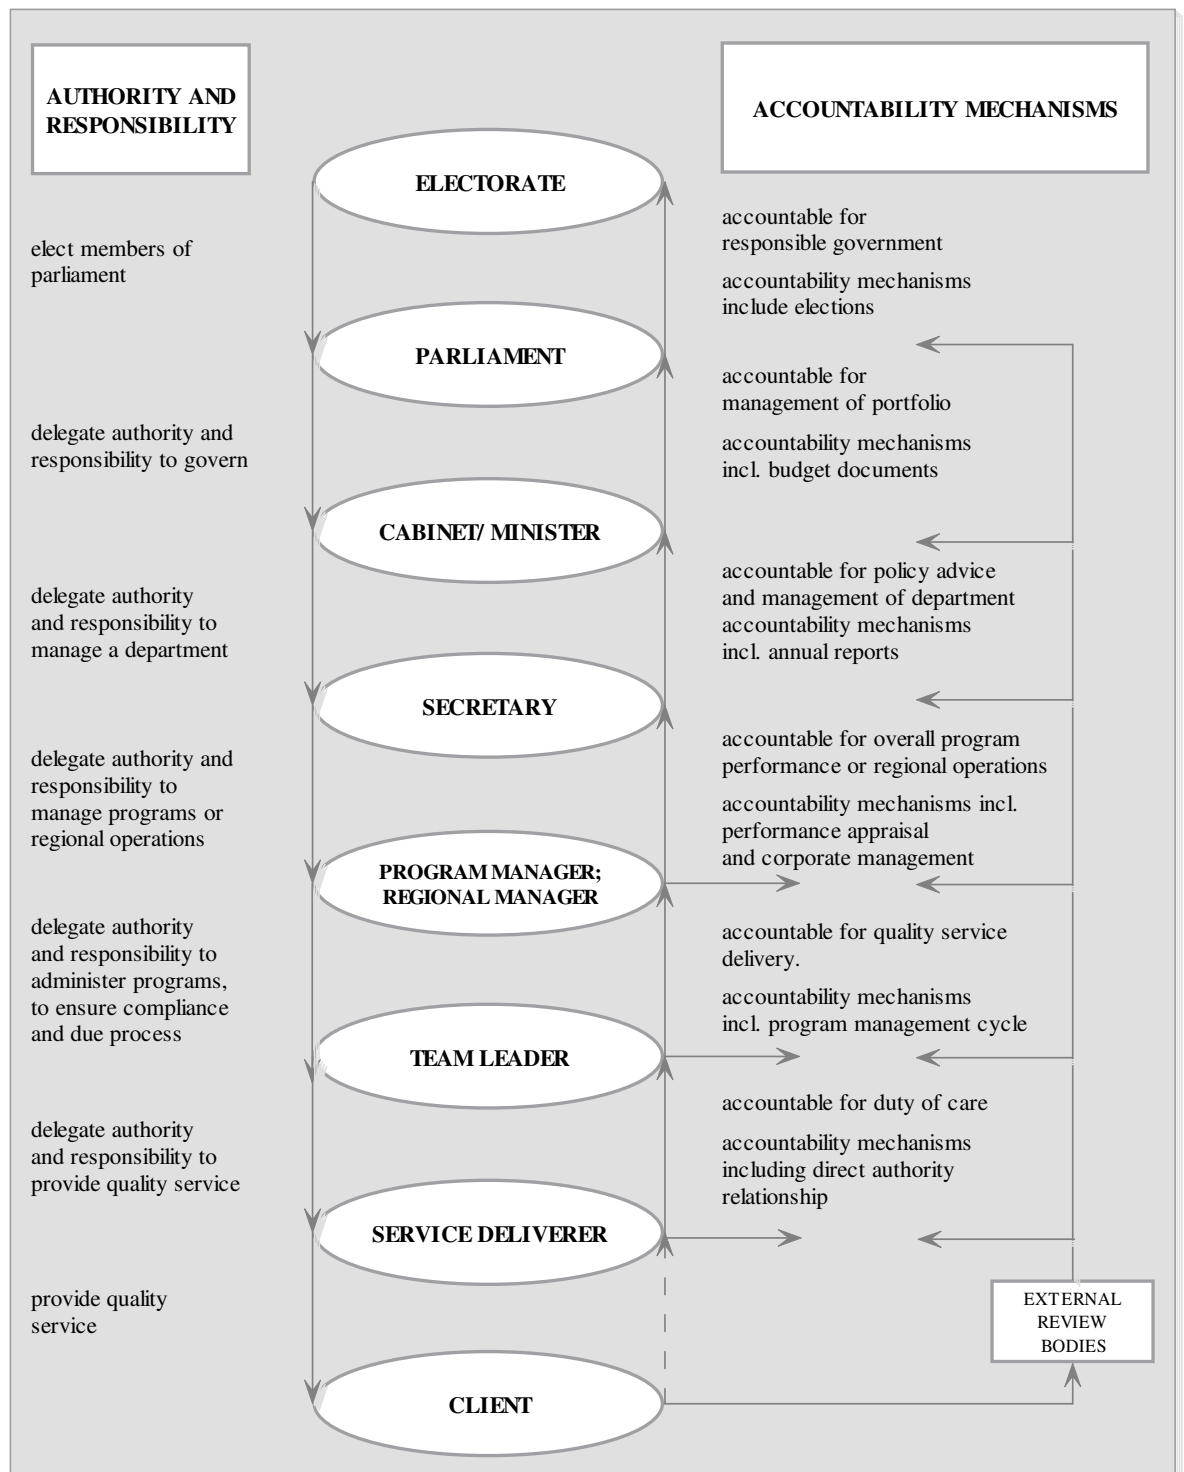 AUTHORITY AND
RESPONSIBILITY
ACCOUNTABILITY MECHANISMS
ELECTORATE
elect members of
parliament
accountable for
responsible government
accountability mechanisms
include elections
PARLIAMENT
delegate authority and
responsibility to govern
accountable for
management of portfolio
accountability mechanisms
incl. budget documents
CABINET/ MINISTER
delegate authority
and responsibility to
manage a department
accountable for policy advice
and management of department
accountability mechanisms
incl. annual reports
SECRETARY
delegate authority and
responsibility to
manage programs or
regional operations
accountable for overall program
performance or regional operations
accountability mechanisms incl.
performance appraisal
and corporate management
PROGRAM MANAGER;
REGIONAL MANAGER
delegate authority
and responsibility to
administer programs,
to ensure compliance
and due process
accountable for quality service
delivery.
accountability mechanisms
incl. program management cycle
TEAM LEADER
delegate authority
and responsibility to
provide quality service
accountable for duty of care
accountability mechanisms
including direct authority
relationship
SERVICE DELIVERER
provide quality
service
EXTERNAL
REVIEW
BODIES
CLIENT